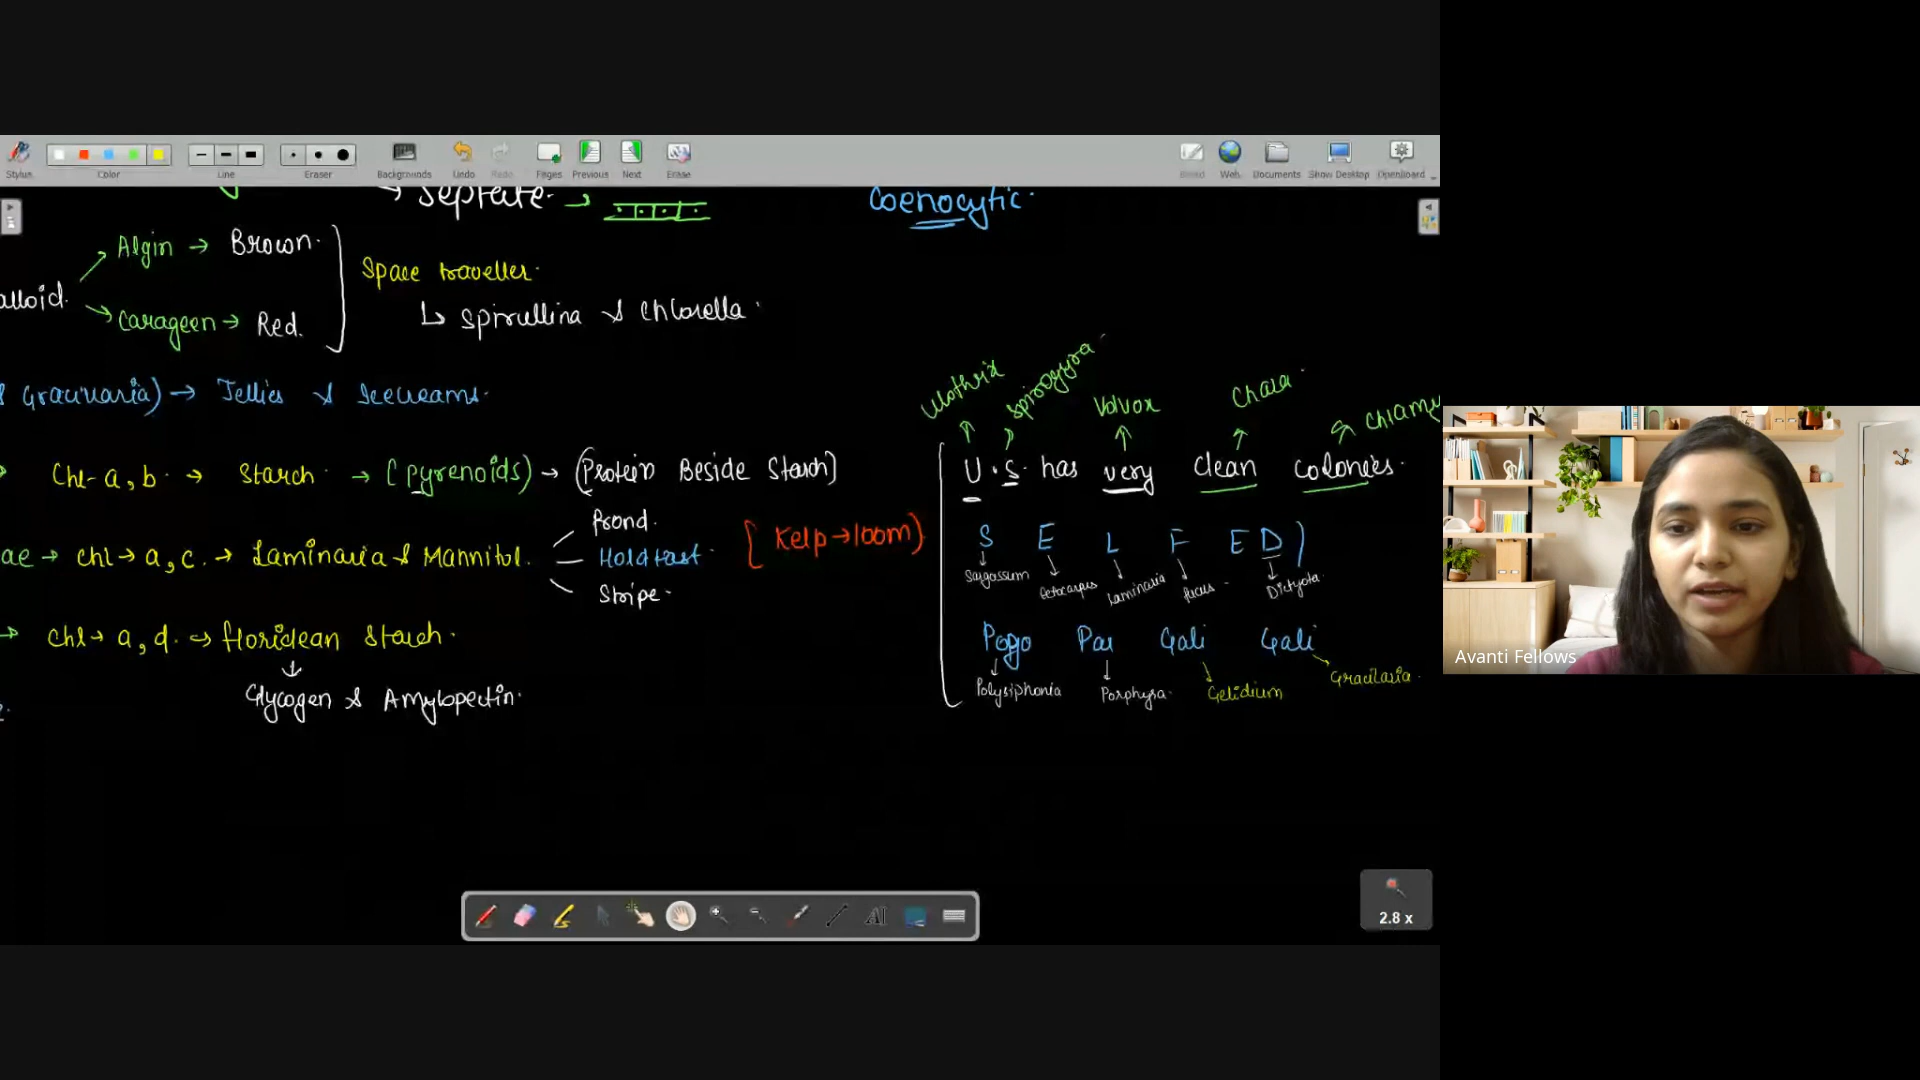 Stylus
Color
Line
Eraser
Backgrounds
Undo
Redo
Pages
Previous
Next
Erase
Board
Web
Documents
Show Desktop
OpenBoard
→ Septate. →
Coenocytic.
alloid.
Algin → Brown.
Carageen → Red.
Space traveller.
↳ Spirullina & Chlorella.
Gracilaria) → Jellies & Icecreams.
Chl- a, b. → Starch. → (pyrenoids) → (Protein Beside Starch)
ae → chl → a, c. → Laminaria & Mannitol.
Frond.
Hold fast.
Stripe.
[Kelp → 100m)
→ chl → a, d. → floridean Starch.
↓
Glycogen & Amylopectin.
Ulothrix
Spirogyra
Volvox
Chara.
Chlamy
U.S. has very clean colonies.
S E L F E D)
Sargassum
Ectocarpus
Laminaria
fucus
Dictyota
Pogo Par Gali Gali
Polysiphonia
Porphyra.
Gelidium
Gracilaria.
2.8 x
Avanti Fellows